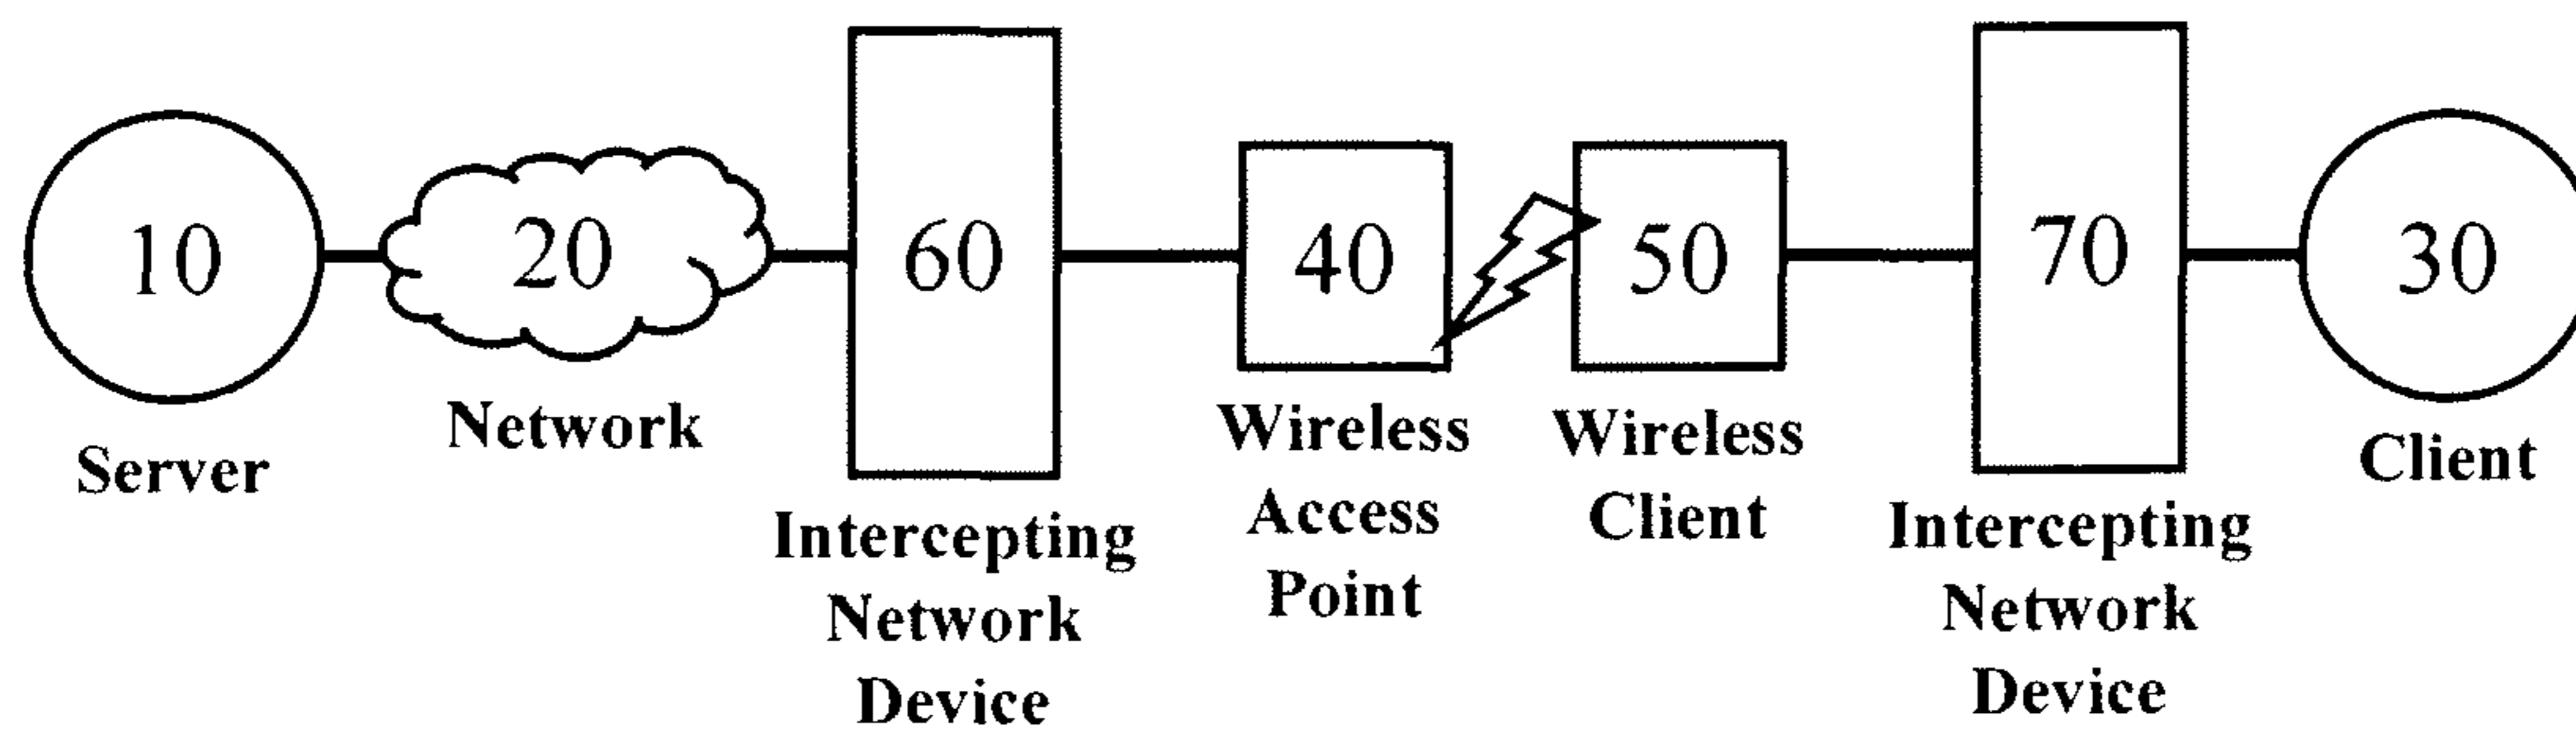 10
20
60
40
50
70
30
Server
Network
Intercepting
Network
Device
Wireless
Access
Point
Wireless
Client
Intercepting
Network
Device
Client